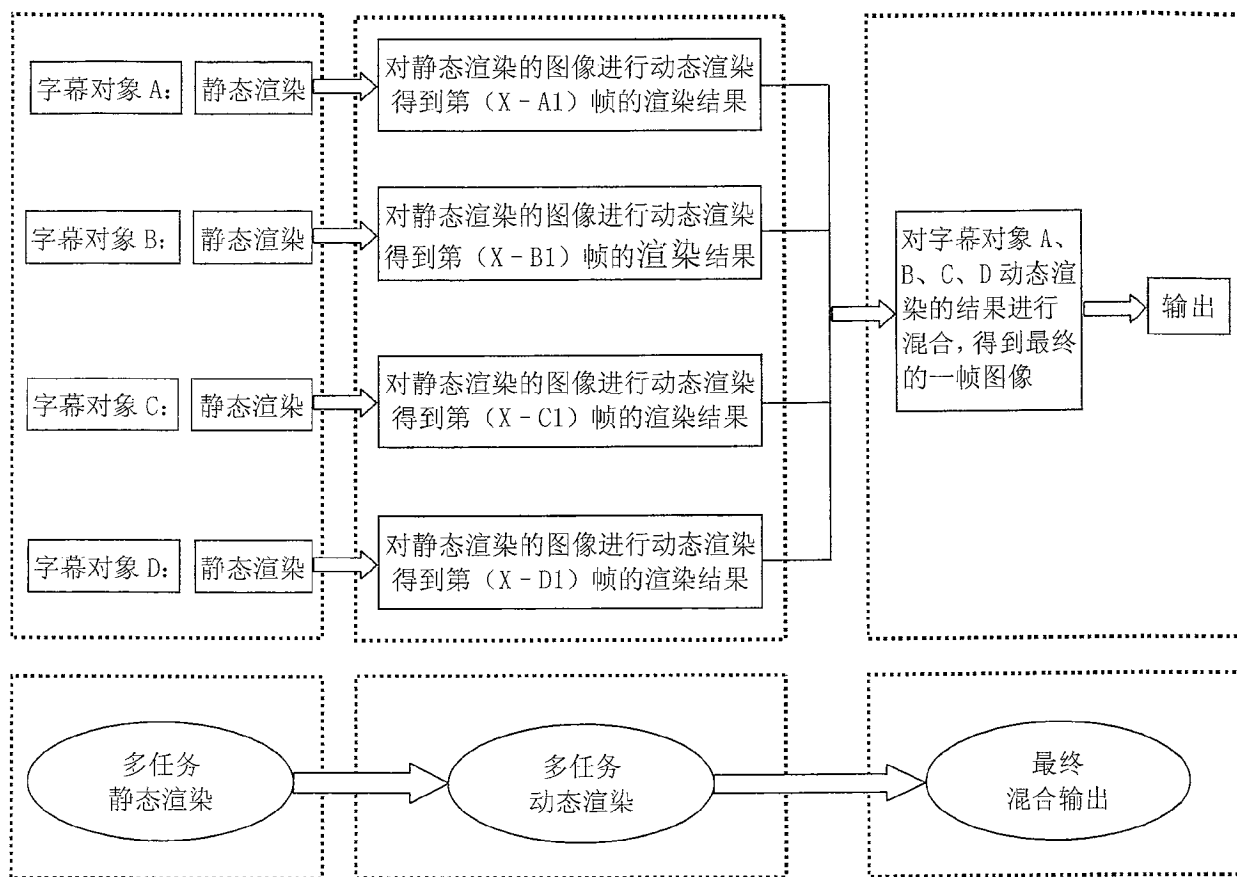 字幕对象 A：
静态渲染
对静态渲染的图像进行动态渲染
得到第（X－A1）帧的渲染结果
字幕对象 B：
静态渲染
对静态渲染的图像进行动态渲染
得到第（X－B1）帧的渲染结果
字幕对象 C：
静态渲染
对静态渲染的图像进行动态渲染
得到第（X－C1）帧的渲染结果
字幕对象 D：
静态渲染
对静态渲染的图像进行动态渲染
得到第（X－D1）帧的渲染结果
对字幕对象 A、
B、C、D 动态渲
染的结果进行
混合，得到最终
的一帧图像
输出
多任务
静态渲染
多任务
动态渲染
最终
混合输出